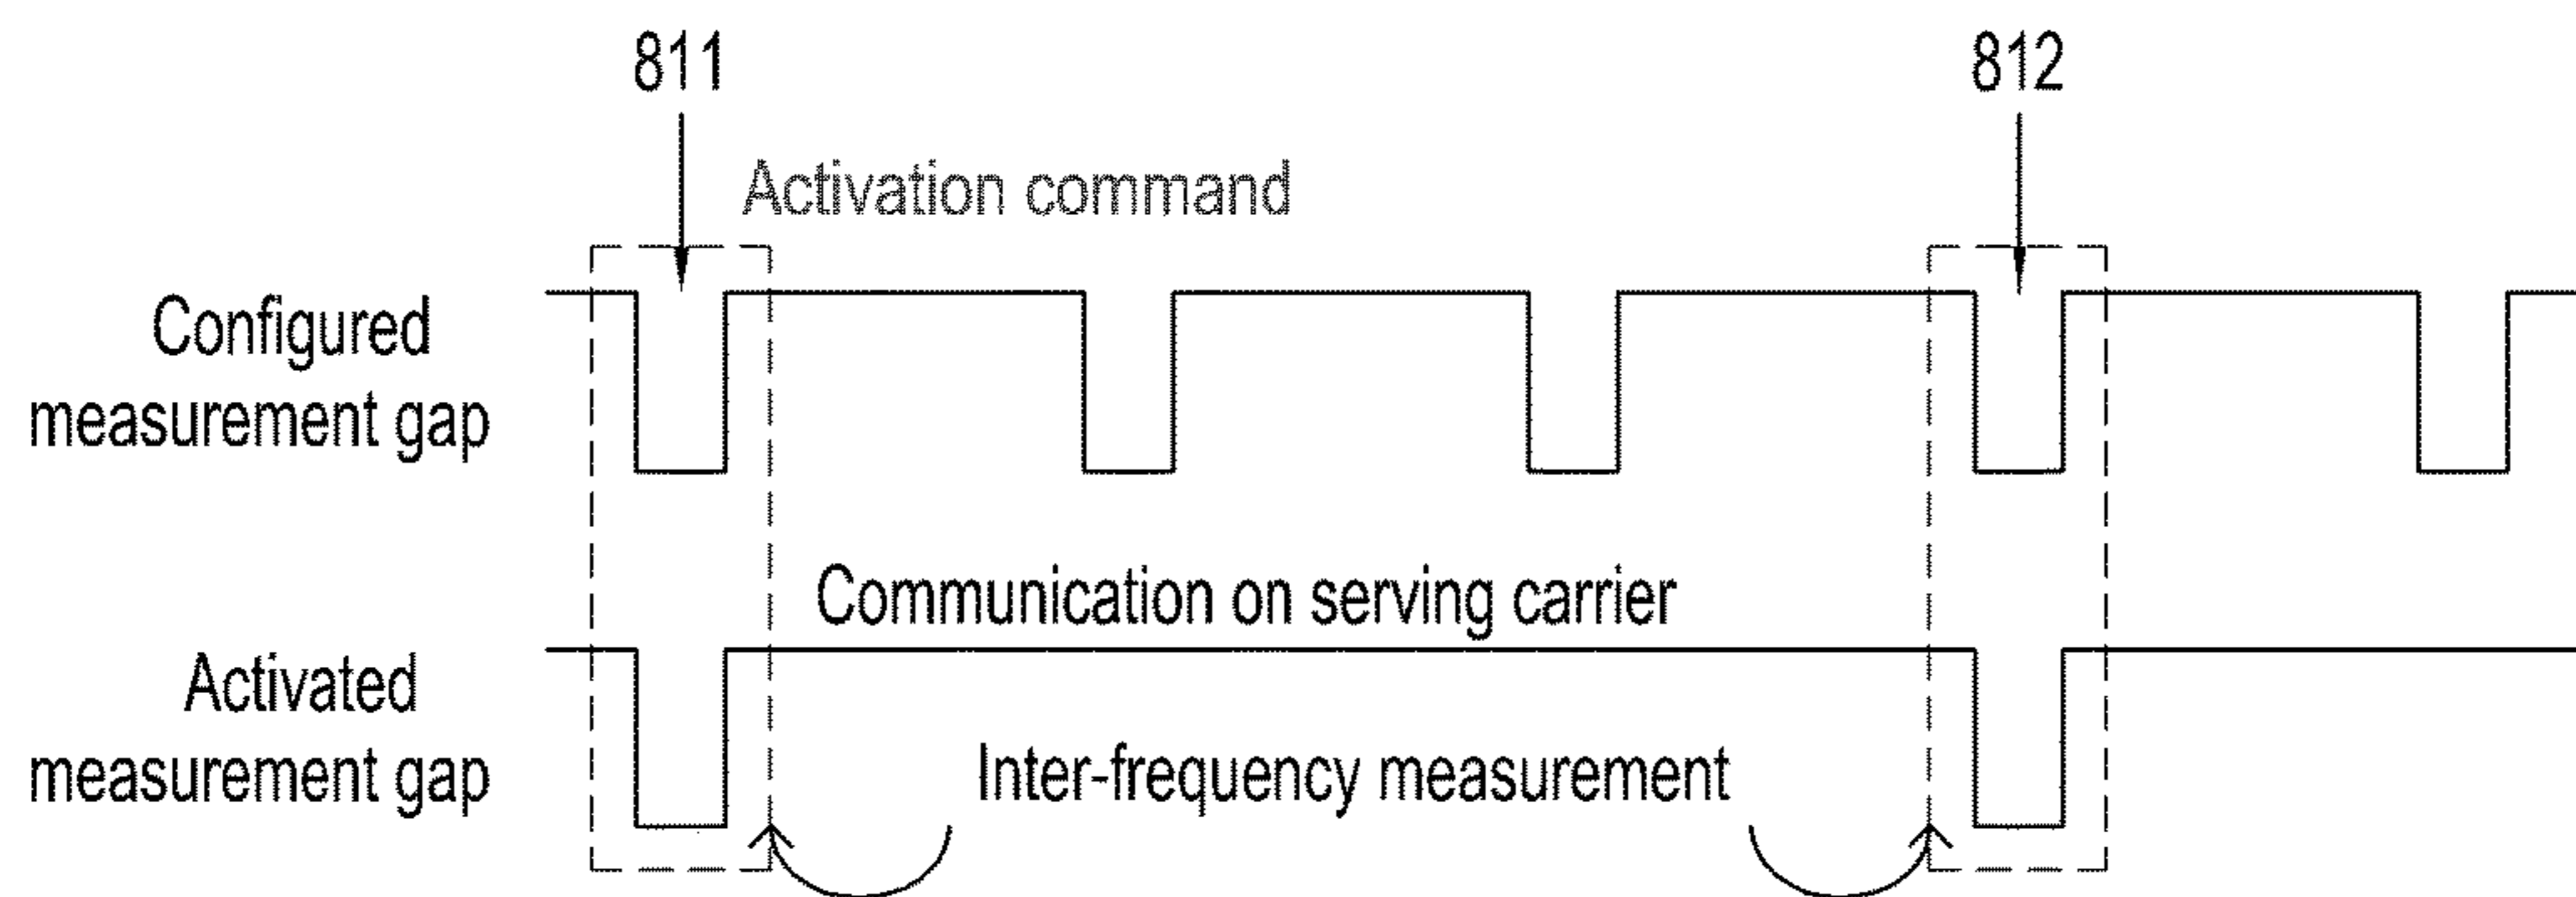 811
812
Activation command
Configured
measurement gap
Communication on serving carrier
Activated
measurement gap
Inter-frequency measurement